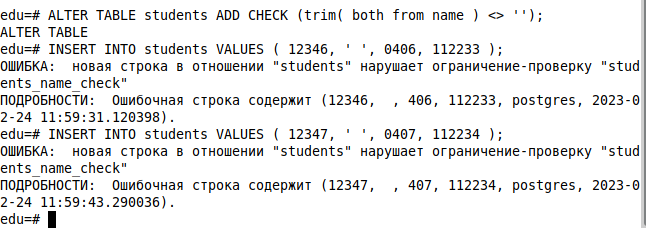 edu=# ALTER TABLE students ADD CHECK (trim( both from name ) <> '');
ALTER TABLE
edu=# INSERT INTO students VALUES ( 12346, ' ', 0406, 112233 );
ОШИБКА:  новая строка в отношении "students" нарушает ограничение-проверку "stud
ents_name_check"
ПОДРОБНОСТИ:  Ошибочная строка содержит (12346,  , 406, 112233, postgres, 2023-0
2-24 11:59:31.120398).
edu=# INSERT INTO students VALUES ( 12347, ' ', 0407, 112234 );
ОШИБКА:  новая строка в отношении "students" нарушает ограничение-проверку "stud
ents_name_check"
ПОДРОБНОСТИ:  Ошибочная строка содержит (12347,  , 407, 112234, postgres, 2023-0
2-24 11:59:43.290036).
edu=#